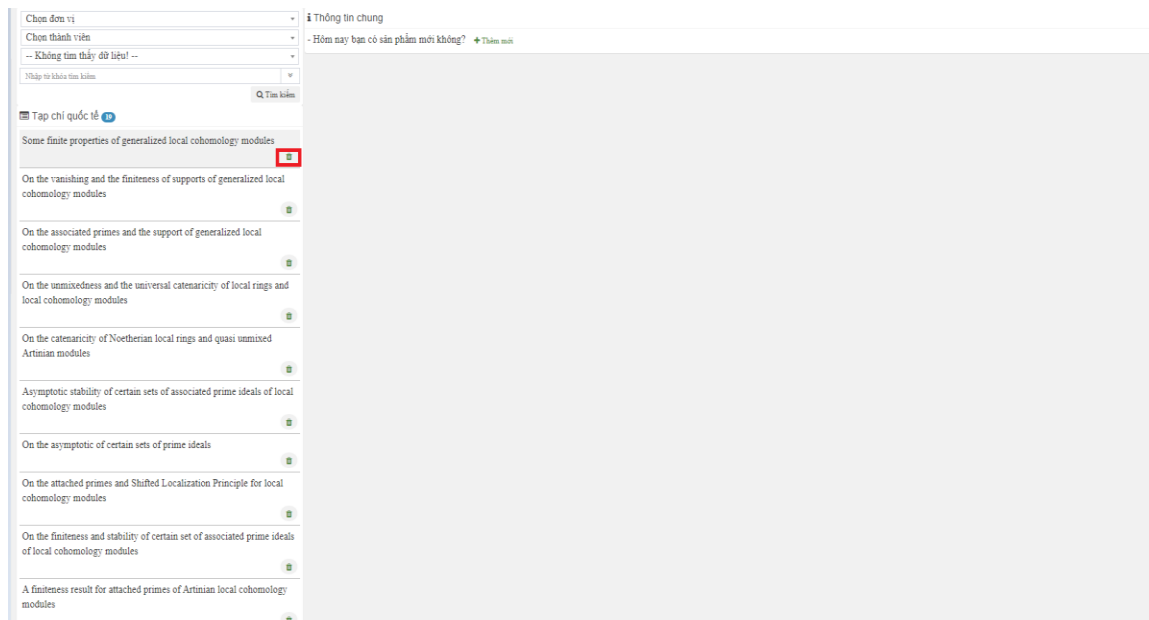 Chọn đơn vị
Chọn thành viên
-- Không tìm thấy dữ liệu! --
Nhập từ khóa tìm kiếm
Tìm kiếm
Tạp chí quốc tế 19
Some finite properties of generalized local cohomology modules
On the vanishing and the finiteness of supports of generalized local
cohomology modules
On the associated primes and the support of generalized local
cohomology modules
On the unmixedness and the universal catenaricity of local rings and
local cohomology modules
On the catenaricity of Noetherian local rings and quasi unmixed
Artinian modules
Asymptotic stability of certain sets of associated prime ideals of local
cohomology modules
On the asymptotic of certain sets of prime ideals
On the attached primes and Shifted Localization Principle for local
cohomology modules
On the finiteness and stability of certain set of associated prime ideals
of local cohomology modules
A finiteness result for attached primes of Artinian local cohomology
modules
Thông tin chung
- Hôm nay bạn có sản phẩm mới không? +Thêm mới